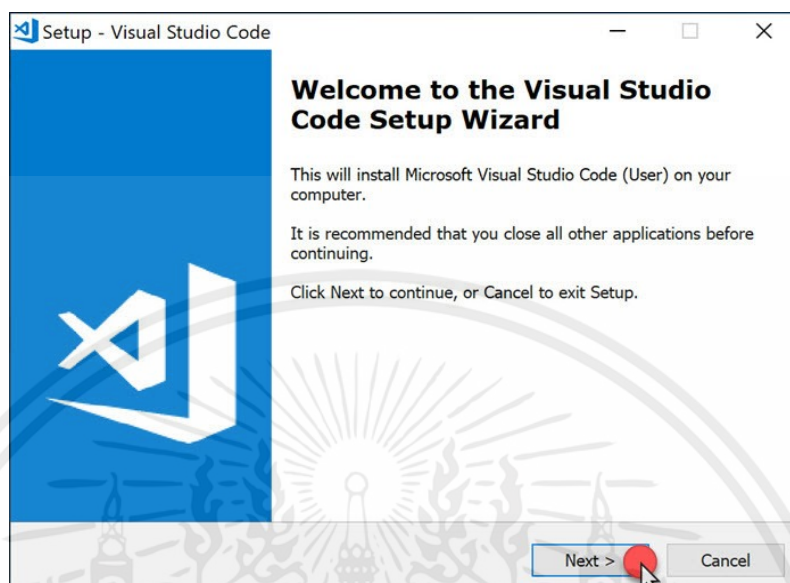 Setup - Visual Studio Code
Welcome to the Visual Studio
Code Setup Wizard
This will install Microsoft Visual Studio Code (User) on your
computer.
It is recommended that you close all other applications before
continuing.
Click Next to continue, or Cancel to exit Setup.
Next >
Cancel